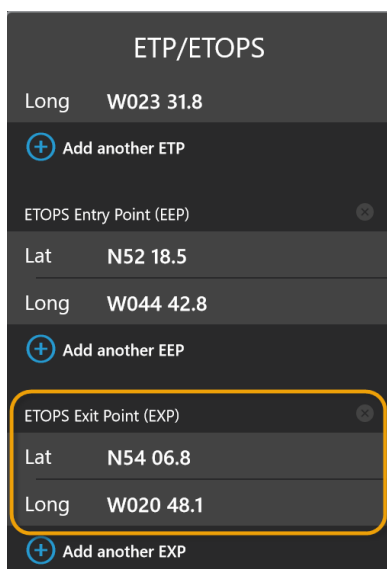 ETP/ETOPS
Long W023 31.8
Add another ETP
ETOPS Entry Point (EEP)
Lat N52 18.5
Long W044 42.8
Add another EEP
ETOPS Exit Point (EXP)
Lat N54 06.8
Long W020 48.1
Add another EXP